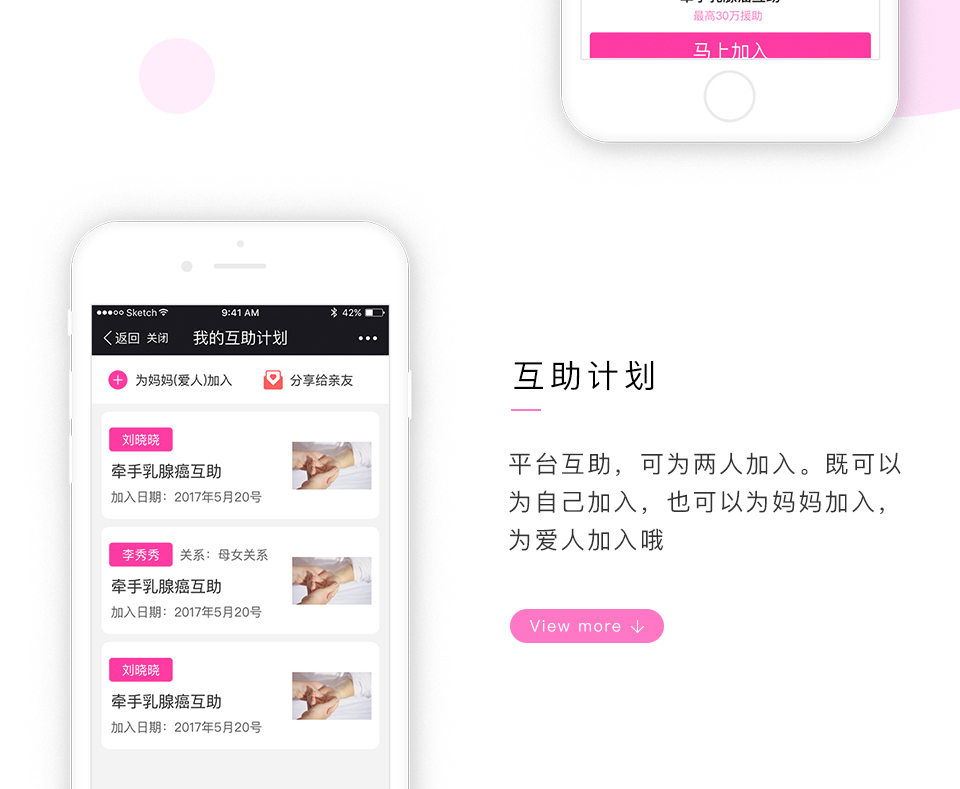 牵手乳腺癌互助
最高30万援助
马上加入
Sketch 9:41 AM 42%
返回 关闭 我的互助计划
为妈妈(爱人)加入 分享给亲友
刘晓晓
牵手乳腺癌互助
加入日期：2017年5月20号
李秀秀 关系：母女关系
牵手乳腺癌互助
加入日期：2017年5月20号
刘晓晓
牵手乳腺癌互助
加入日期：2017年5月20号
互助计划
平台互助，可为两人加入。既可以
为自己加入，也可以为妈妈加入，
为爱人加入哦
View more ↓